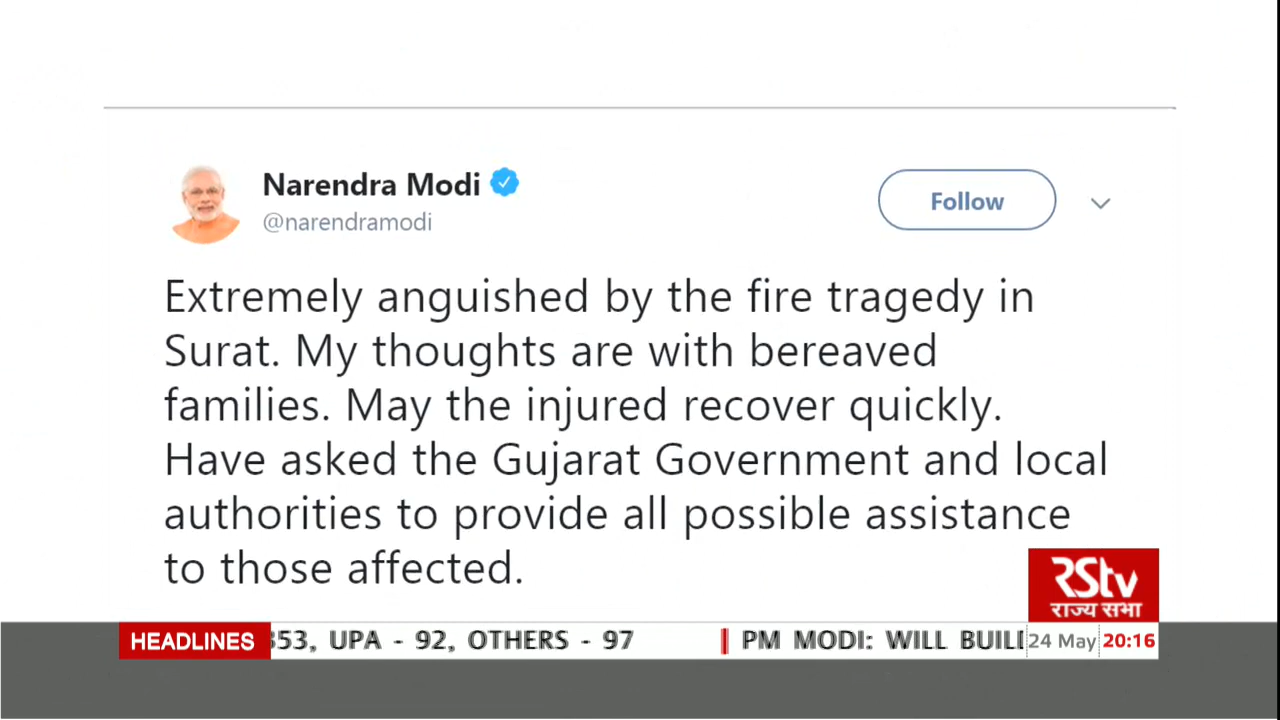 Narendra Modi
@narendramodi
Follow
Extremely anguished by the fire tragedy in
Surat. My thoughts are with bereaved
families. May the injured recover quickly.
Have asked the Gujarat Government and local
authorities to provide all possible assistance
to those affected.
RStv
राज्य सभा
HEADLINES 353, UPA - 92, OTHERS - 97 PM MODI: WILL BUILD 24 May 20:16